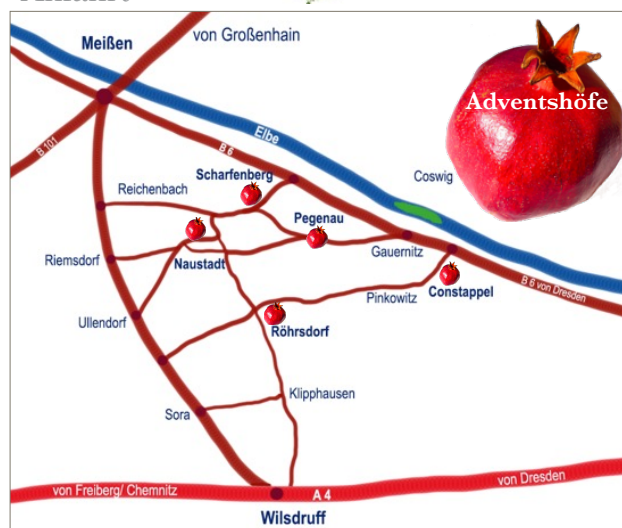 von Großenhain
Meißen
Adventshöfe
Elbe
B 101
B 6
Scharfenberg
Coswig
Reichenbach
Pegenau
Gauernitz
Riemsdorf
Naustadt
B 6 von Dresden
Pinkowitz
Constappel
Ullendorf
Röhrsdorf
Klipphausen
Sora
von Dresden
von Freiberg/ Chemnitz
A 4
Wilsdruff